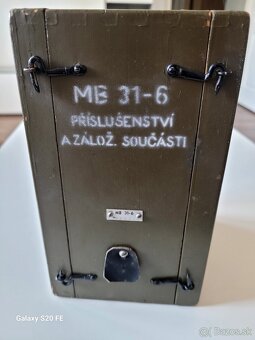 MB 31-6
PŘÍSLUŠENSTVÍ
A ZÁLOŽ. SOUČÁSTI
MB 31-6
Galaxy S20 FE
bazos.sk